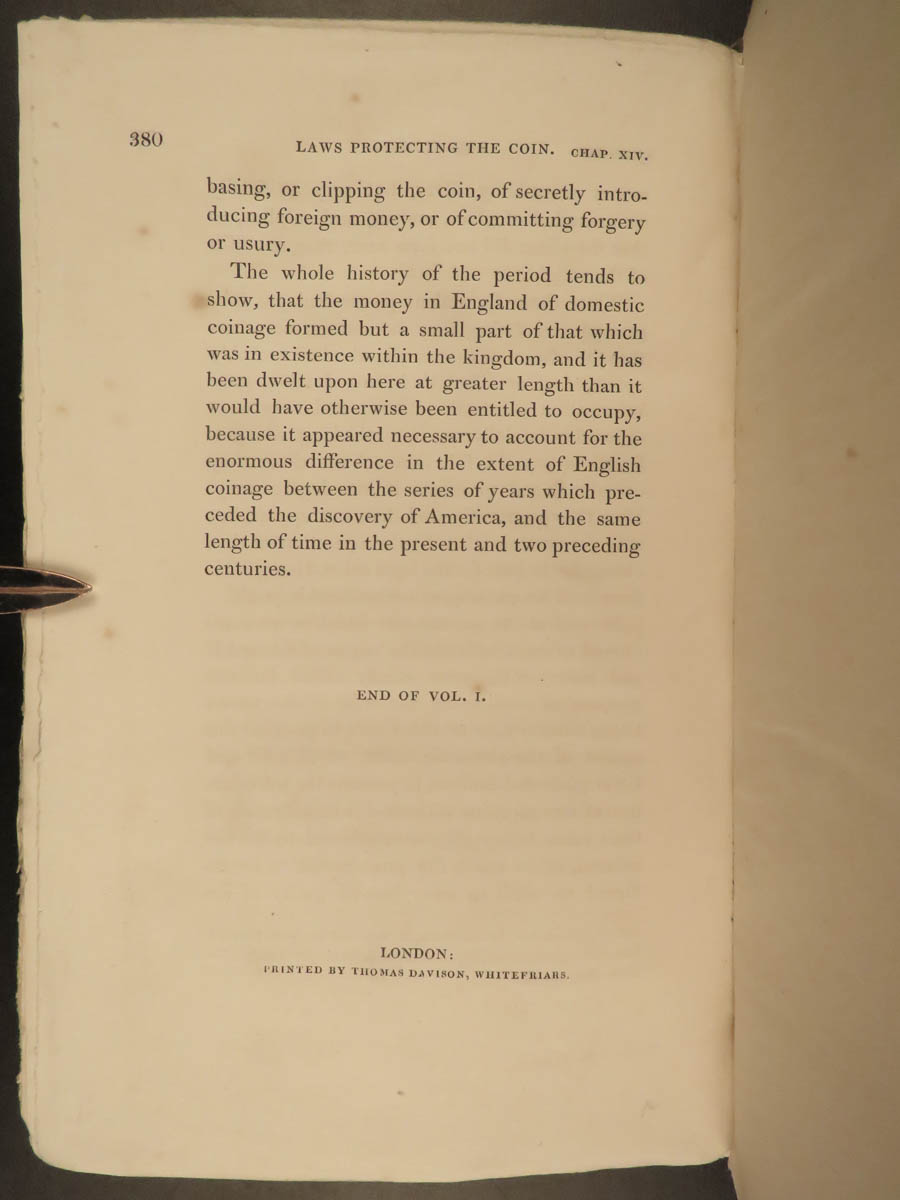 380
LAWS PROTECTING THE COIN. CHAP. XIV.
basing, or clipping the coin, of secretly intro-
ducing foreign money, or of committing forgery
or usury.
The whole history of the period tends to
show, that the money in England of domestic
coinage formed but a small part of that which
was in existence within the kingdom, and it has
been dwelt upon here at greater length than it
would have otherwise been entitled to occupy,
because it appeared necessary to account for the
enormous difference in the extent of English
coinage between the series of years which pre-
ceded the discovery of America, and the same
length of time in the present and two preceding
centuries.
END OF VOL. I.
LONDON:
PRINTED BY THOMAS DAVISON, WHITEFRIARS.